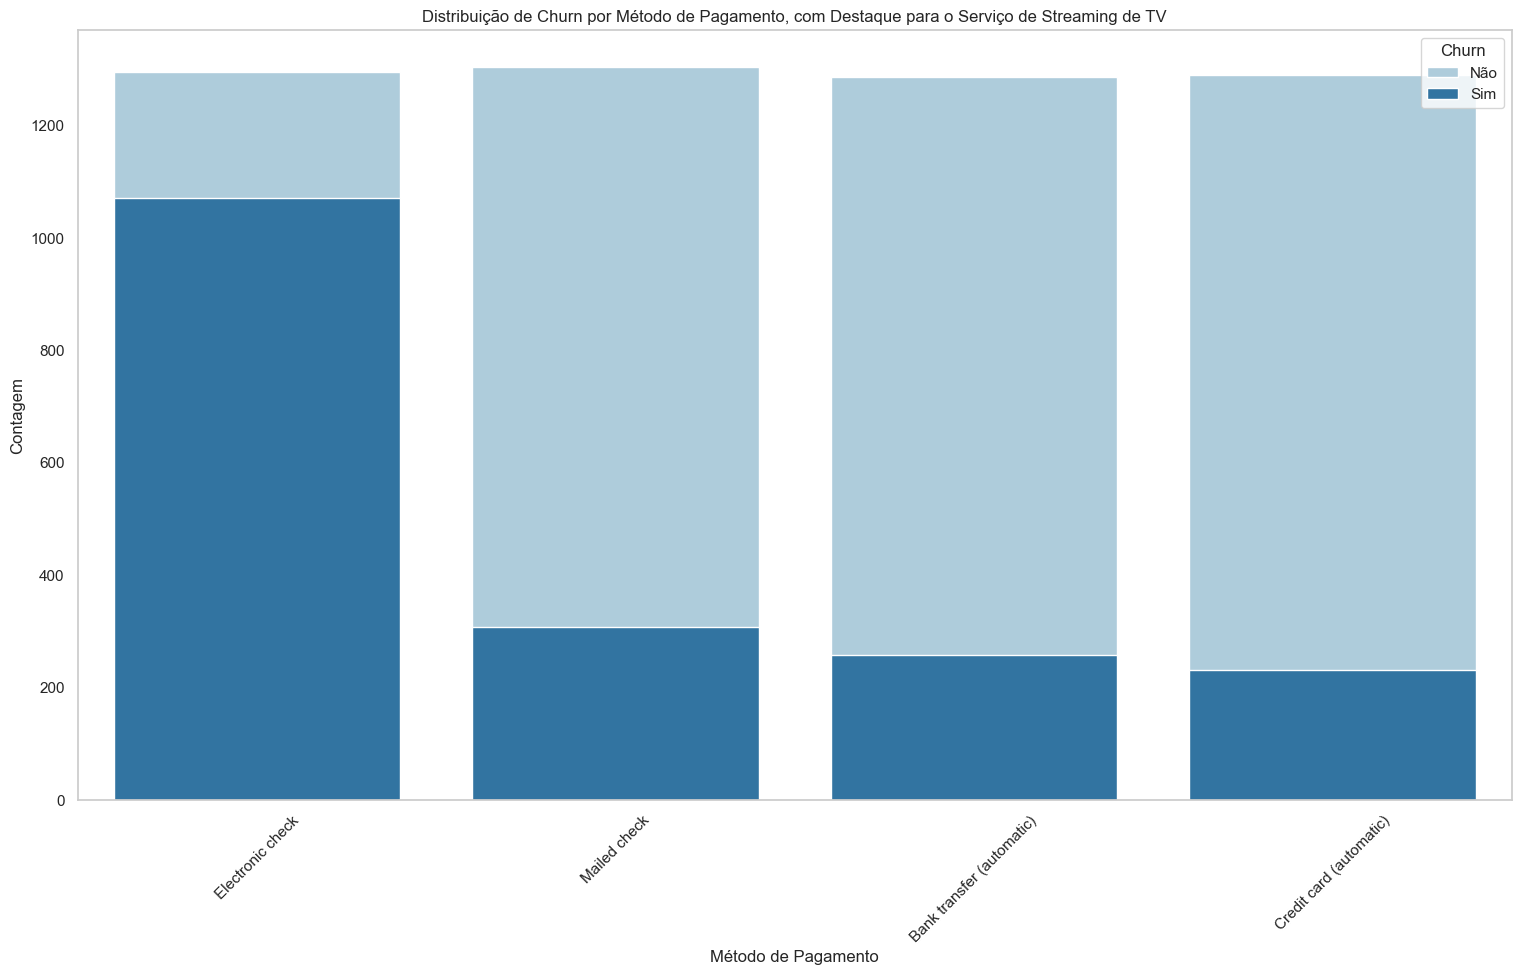 Distribuição de Churn por Método de Pagamento, com Destaque para o Serviço de Streaming de TV
Churn
Não
Sim
Contagem
1200
1000
800
600
400
200
0
Electronic check
Mailed check
Bank transfer (automatic)
Credit card (automatic)
Método de Pagamento